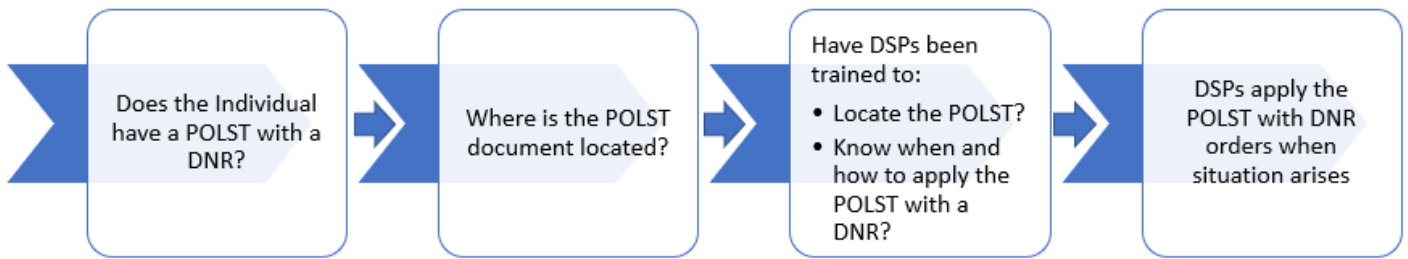 Does the Individual
have a POLST with a
DNR?
Where is the POLST
document located?
Have DSPs been
trained to:
• Locate the POLST?
• Know when and
how to apply the
POLST with a
DNR?
DSPs apply the
POLST with DNR
orders when
situation arises